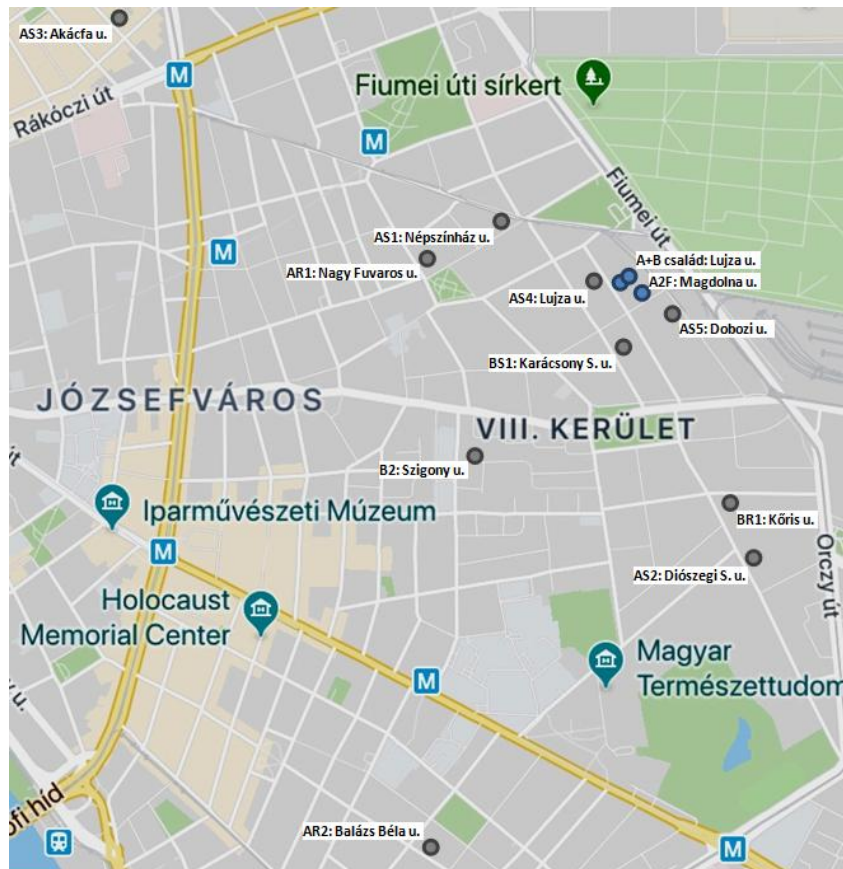 AS3: Akácfa u.
M
Fiumei úti sírkert
Rákóczi út
M
Fiumei út
AS1: Népszínház u.
M
A+B család: Lujza u.
AR1: Nagy Fuvaros u.
A2F: Magdolna u.
AS4: Lujza u.
AS5: Dobozi u.
BS1: Karácsony S. u.
JÓZSEFVÁROS
VIII. KERÜLET
út
B2: Szigony u.
Iparművészeti Múzeum
BR1: Kőris u.
M
Orczy út
AS2: Diószegi S. u.
Holocaust
Memorial Center
Magyar
Természettudom
M
u.
ofi híd
AR2: Balázs Béla u.
M